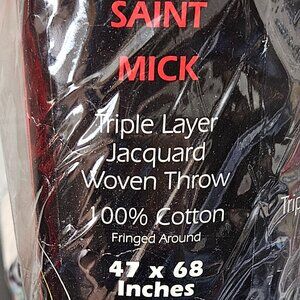 SAINT
MICK
Triple Layer
Jacquard
Woven Throw
100% Cotton
Fringed Around
47 x 68
Inches